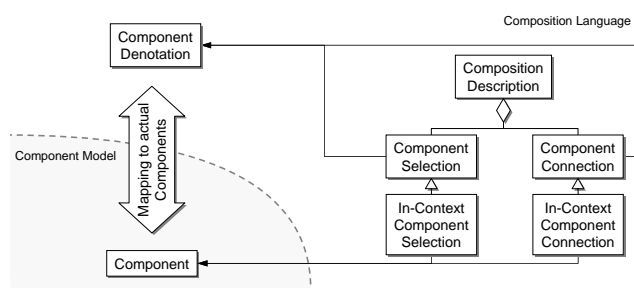 Composition Language
Component
Denotation
Composition
Description
Component Model
Mapping to actual
Components
Component
Selection
Component
Connection
In-Context
Component
Selection
In-Context
Component
Connection
Component